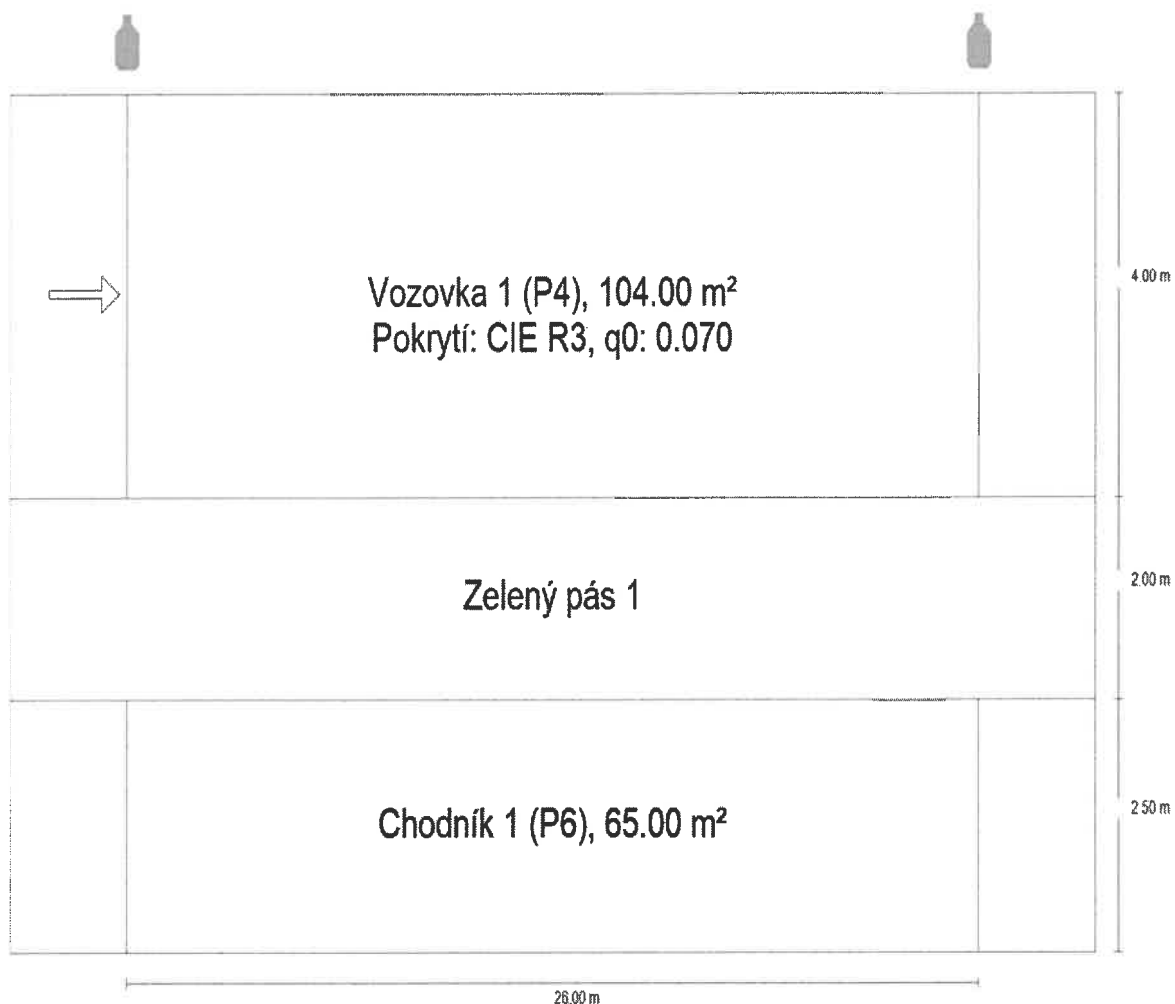 Vozovka 1 (P4), 104.00 m²
Pokrytí: CIE R3, q0: 0.070
4.00 m
Zelený pás 1
2.00 m
Chodník 1 (P6), 65.00 m²
2.50 m
26.00 m